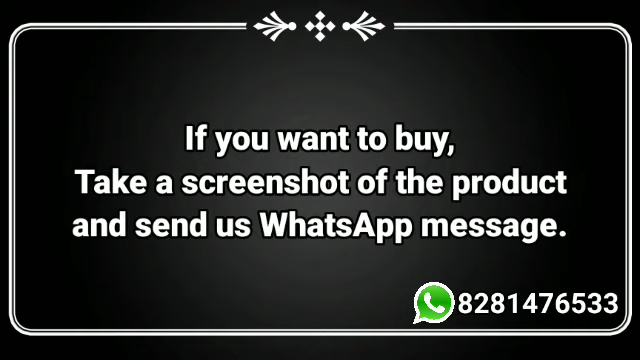 If you want to buy,
Take a screenshot of the product
and send us WhatsApp message.
8281476533